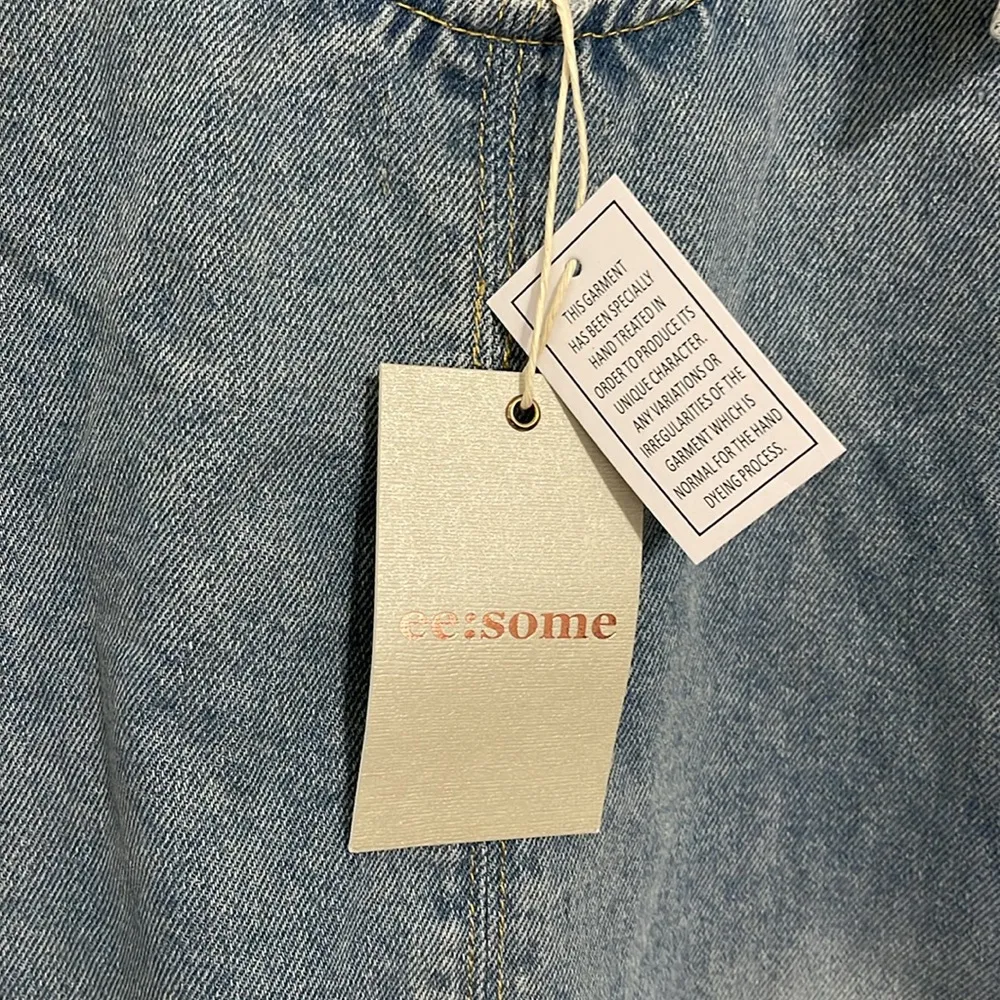 THIS GARMENT
HAS BEEN SPECIALLY
HAND TREATED IN
ORDER TO PRODUCE ITS
UNIQUE CHARACTER.
ANY VARIATIONS OR
IRREGULARITIES OF THE
GARMENT WHICH IS
NORMAL FOR THE HAND
DYEING PROCESS.
ee:some